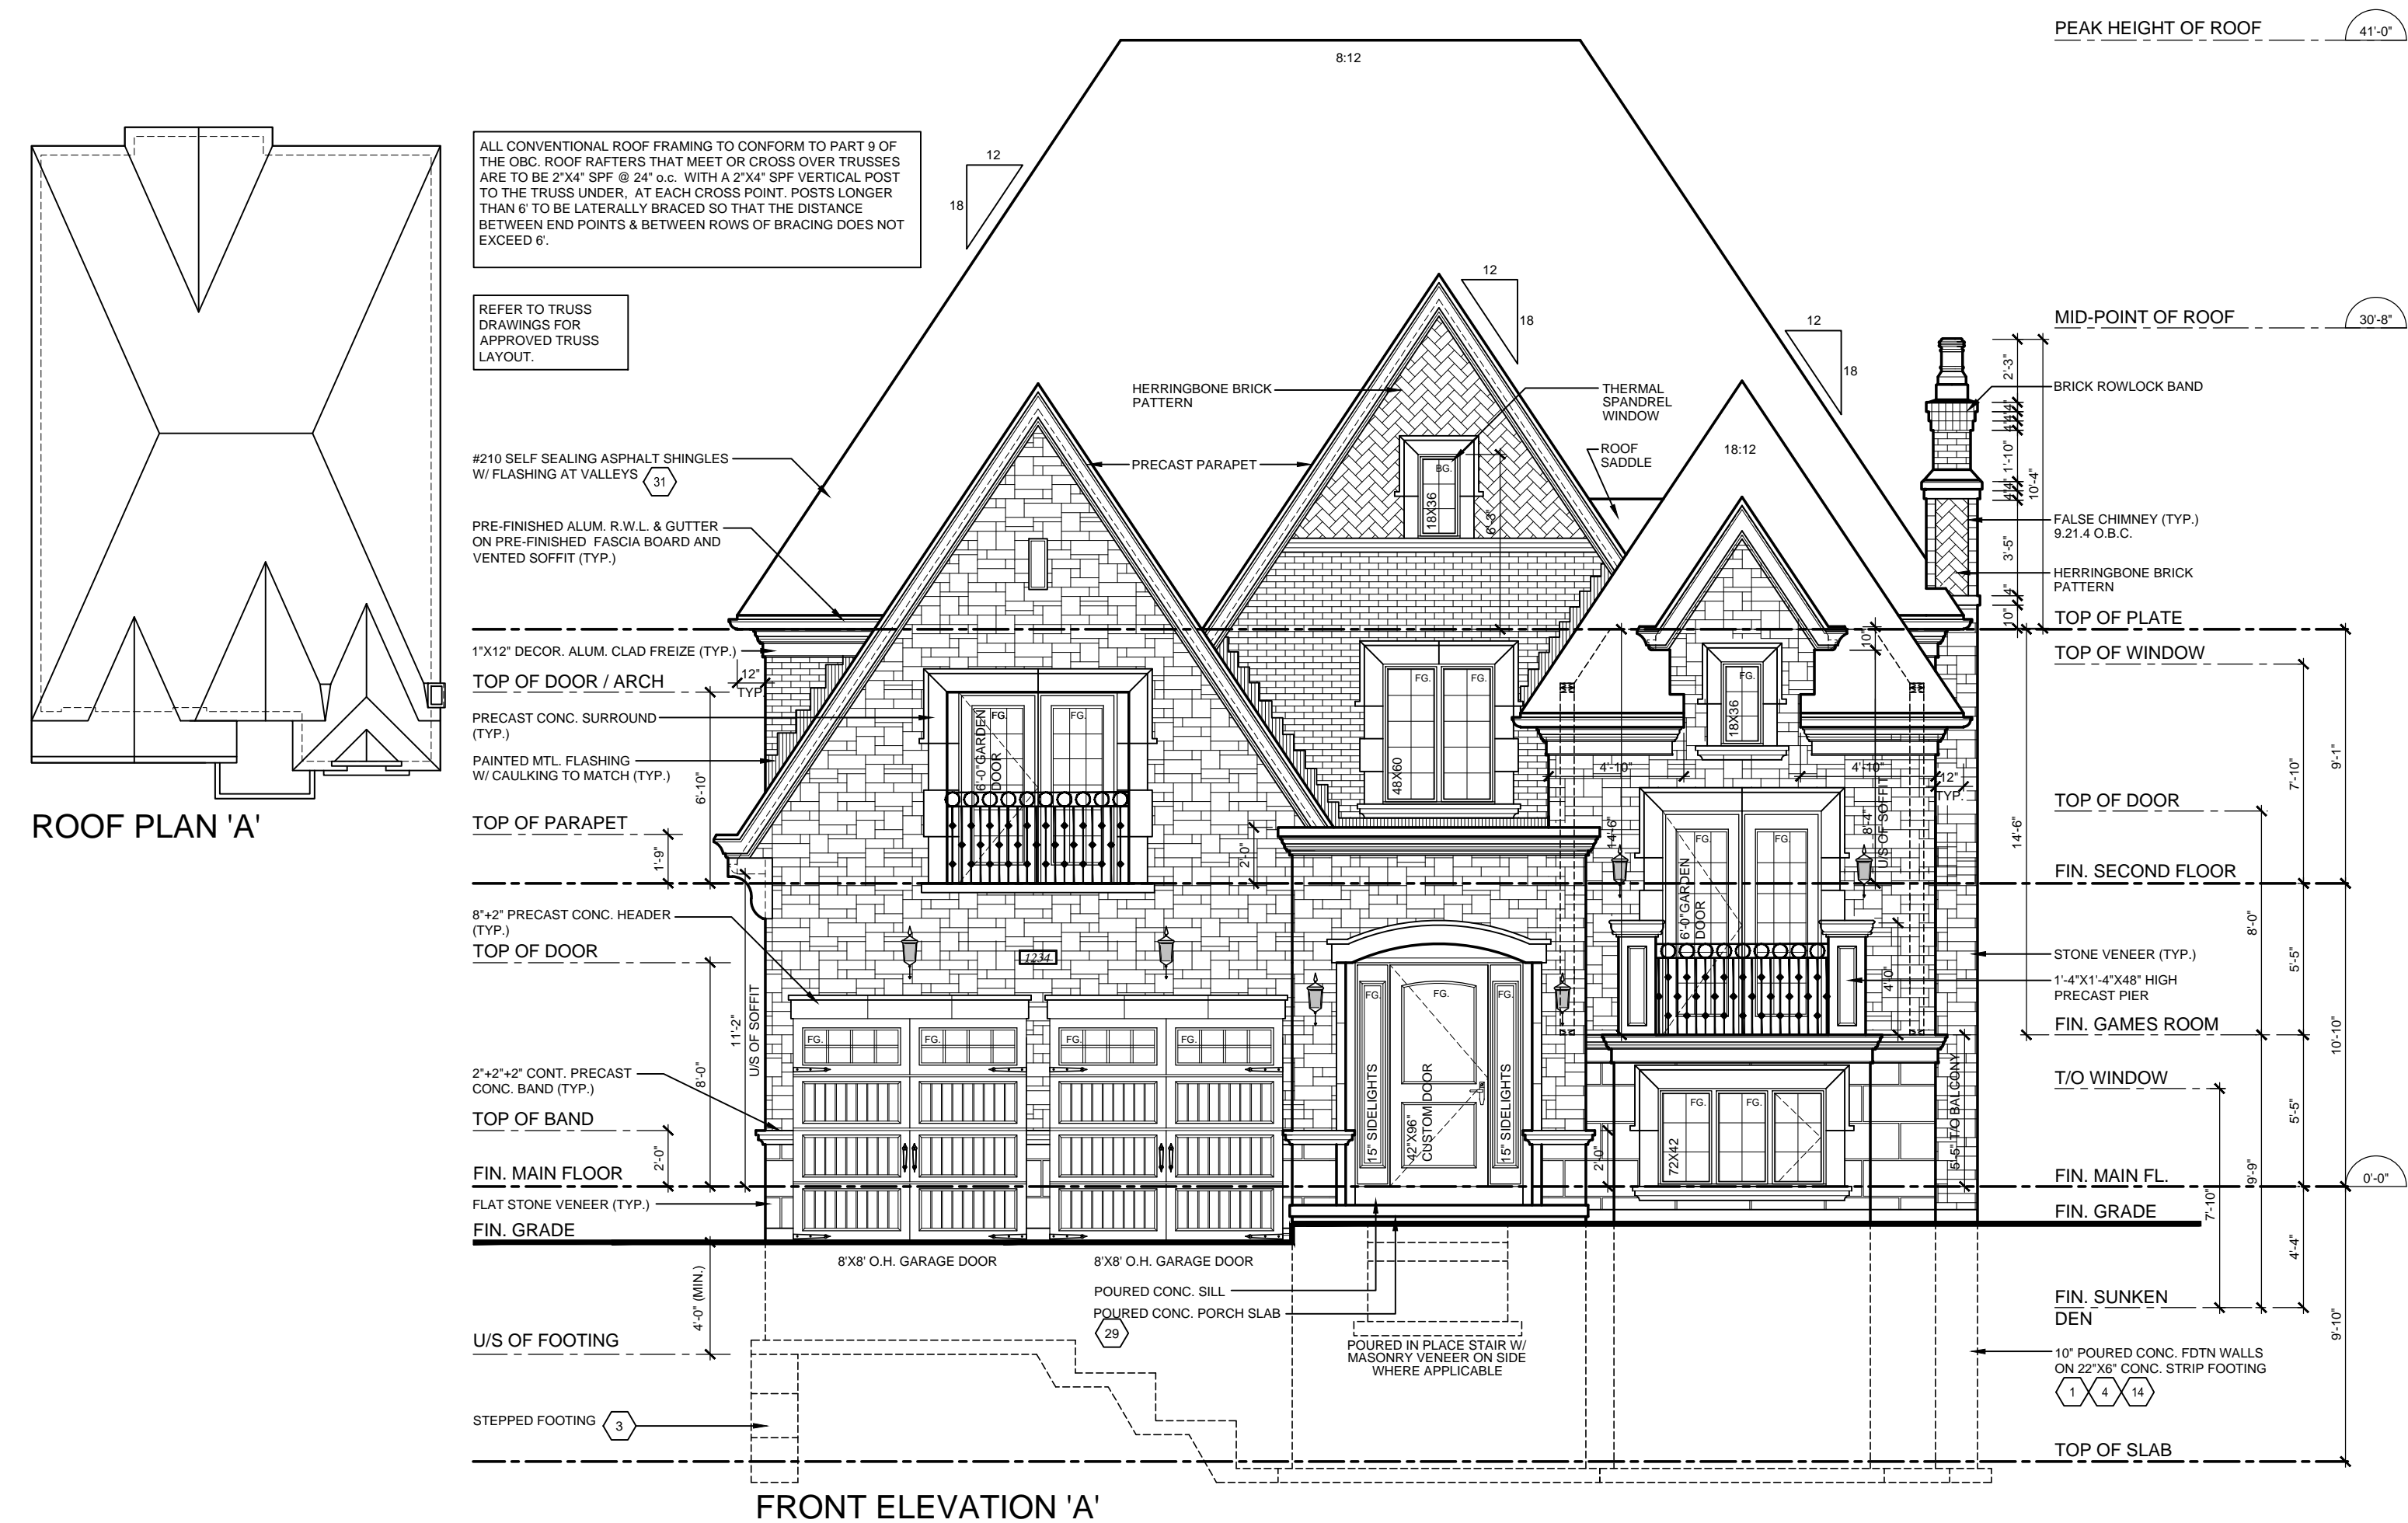 PEAK HEIGHT OF ROOF
41'-0"
8:12
ALL CONVENTIONAL ROOF FRAMING TO CONFORM TO PART 9 OF
THE OBC. ROOF RAFTERS THAT MEET OR CROSS OVER TRUSSES
ARE TO BE 2"X4" SPF @ 24" o.c. WITH A 2"X4" SPF VERTICAL POST
TO THE TRUSS UNDER, AT EACH CROSS POINT. POSTS LONGER
THAN 6' TO BE LATERALLY BRACED SO THAT THE DISTANCE
BETWEEN END POINTS & BETWEEN ROWS OF BRACING DOES NOT
EXCEED 6'.
12
18
REFER TO TRUSS
DRAWINGS FOR
APPROVED TRUSS
LAYOUT.
12
18
12
18
MID-POINT OF ROOF
30'-8"
HERRINGBONE BRICK
PATTERN
THERMAL
SPANDREL
WINDOW
ROOF
SADDLE
18:12
PRECAST PARAPET
BG.
18X36
6'-3"
2'-3"
4"
4"
4"
1'-10"
4"
4"
3'-5"
4"
10"
10'-4"
BRICK ROWLOCK BAND
FALSE CHIMNEY (TYP.)
9.21.4 O.B.C.
HERRINGBONE BRICK
PATTERN
#210 SELF SEALING ASPHALT SHINGLES
W/ FLASHING AT VALLEYS
31
PRE-FINISHED ALUM. R.W.L. & GUTTER
ON PRE-FINISHED FASCIA BOARD AND
VENTED SOFFIT (TYP.)
1"X12" DECOR. ALUM. CLAD FREIZE (TYP.)
12"
TYP.
TOP OF DOOR / ARCH
PRECAST CONC. SURROUND
(TYP.)
PAINTED MTL. FLASHING
W/ CAULKING TO MATCH (TYP.)
6'-10"
TOP OF PARAPET
1'-9"
8"+2" PRECAST CONC. HEADER
(TYP.)
TOP OF DOOR
11'-2"
U/S OF SOFFIT
8'-0"
2"+2"+2" CONT. PRECAST
CONC. BAND (TYP.)
TOP OF BAND
2'-0"
FIN. MAIN FLOOR
FLAT STONE VENEER (TYP.)
FIN. GRADE
4'-0" (MIN.)
U/S OF FOOTING
STEPPED FOOTING
3
ROOF PLAN 'A'
FG.
FG.
6'-0"GARDEN
DOOR
FG.
FG.
48X60
FG.
18X36
10"
4'-10"
4'-10"
12"
TYP.
8'-4"
U/S OF SOFFIT
14'-6"
2'-0"
FG.
FG.
6'-0"GARDEN
DOOR
4'-0"
1234
FG.
FG.
FG.
FG.
FG.
FG.
FG.
15" SIDELIGHTS
42"X96"
CUSTOM DOOR
15" SIDELIGHTS
2'-0"
FG.
FG.
72X42
5'-5" T/O BALCONY
8'X8' O.H. GARAGE DOOR
8'X8' O.H. GARAGE DOOR
POURED CONC. SILL
POURED CONC. PORCH SLAB
29
POURED IN PLACE STAIR W/
MASONRY VENEER ON SIDE
WHERE APPLICABLE
TOP OF PLATE
TOP OF WINDOW
TOP OF DOOR
FIN. SECOND FLOOR
STONE VENEER (TYP.)
1'-4"X1'-4"X48" HIGH
PRECAST PIER
FIN. GAMES ROOM
T/O WINDOW
FIN. MAIN FL.
0'-0"
FIN. GRADE
FIN. SUNKEN
DEN
10" POURED CONC. FDTN WALLS
ON 22"X6" CONC. STRIP FOOTING
1
4
14
TOP OF SLAB
14'-6"
7'-10"
9'-1"
8'-0"
5'-5"
10'-10"
5'-5"
9'-9"
7'-10"
4'-4"
9'-10"
FRONT ELEVATION 'A'